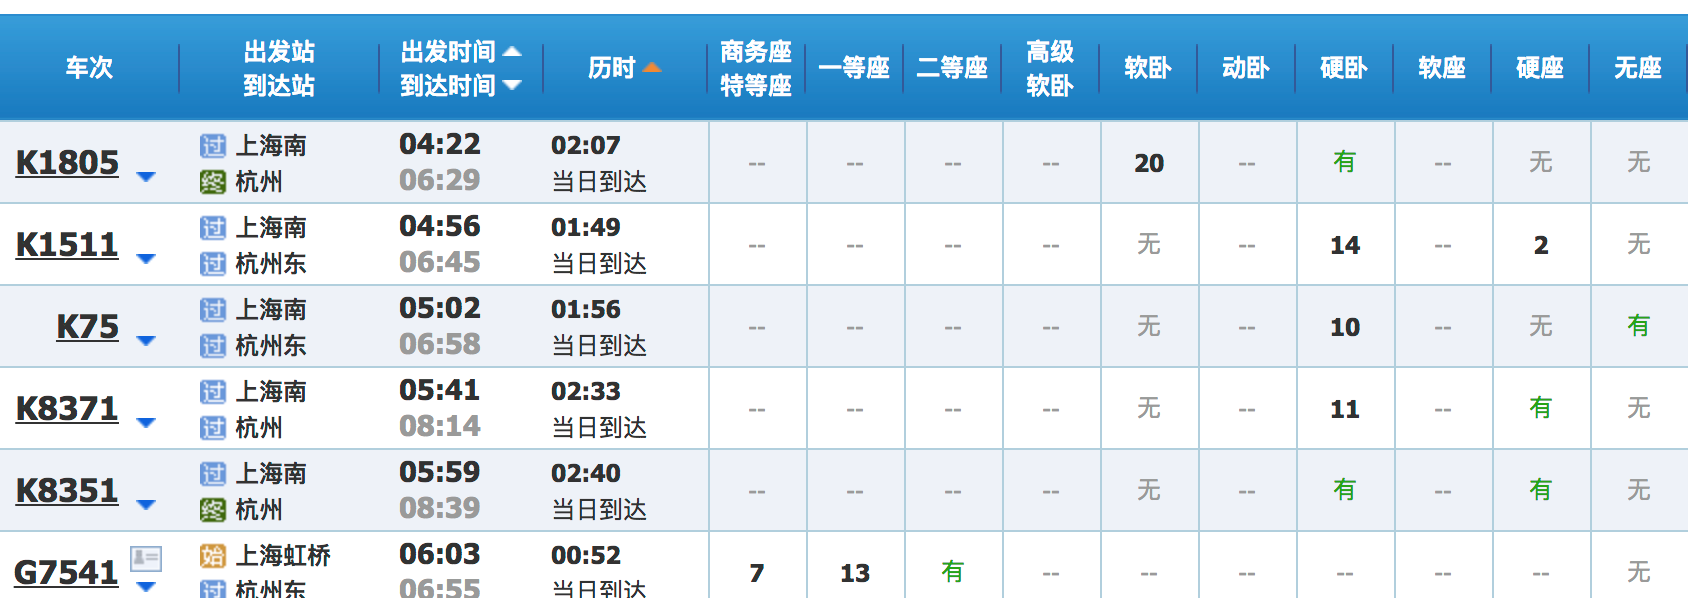 车次 出发站 出发时间 历时 商务座 一等座 二等座 高级 软卧 动卧 硬卧 软座 硬座 无座
到达站 到达时间 特等座 软卧
K1805 过 上海南 04:22 02:07 -- -- -- -- 20 -- 有 -- 无 无
终 杭州 06:29 当日到达
K1511 过 上海南 04:56 01:49 -- -- -- -- 无 -- 14 -- 2 无
过 杭州东 06:45 当日到达
K75 过 上海南 05:02 01:56 -- -- -- -- 无 -- 10 -- 无 有
过 杭州东 06:58 当日到达
K8371 过 上海南 05:41 02:33 -- -- -- -- 无 -- 11 -- 有 无
过 杭州 08:14 当日到达
K8351 过 上海南 05:59 02:40 -- -- -- -- 无 -- 有 -- 有 无
终 杭州 08:39 当日到达
G7541 始 上海虹桥 06:03 00:52 7 13 有 -- -- -- -- -- -- 无
过 杭州东 06:55 当日到达